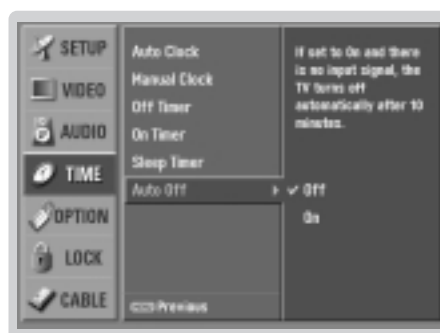 SETUP
VIDEO
AUDIO
TIME
OPTION
LOCK
CABLE
Auto Clock
Manual Clock
Off Timer
On Timer
Sleep Timer
Auto Off
Previous
If set to On and there
is no input signal, the
TV turns off
automatically after 10
minutes.
✓ Off
On